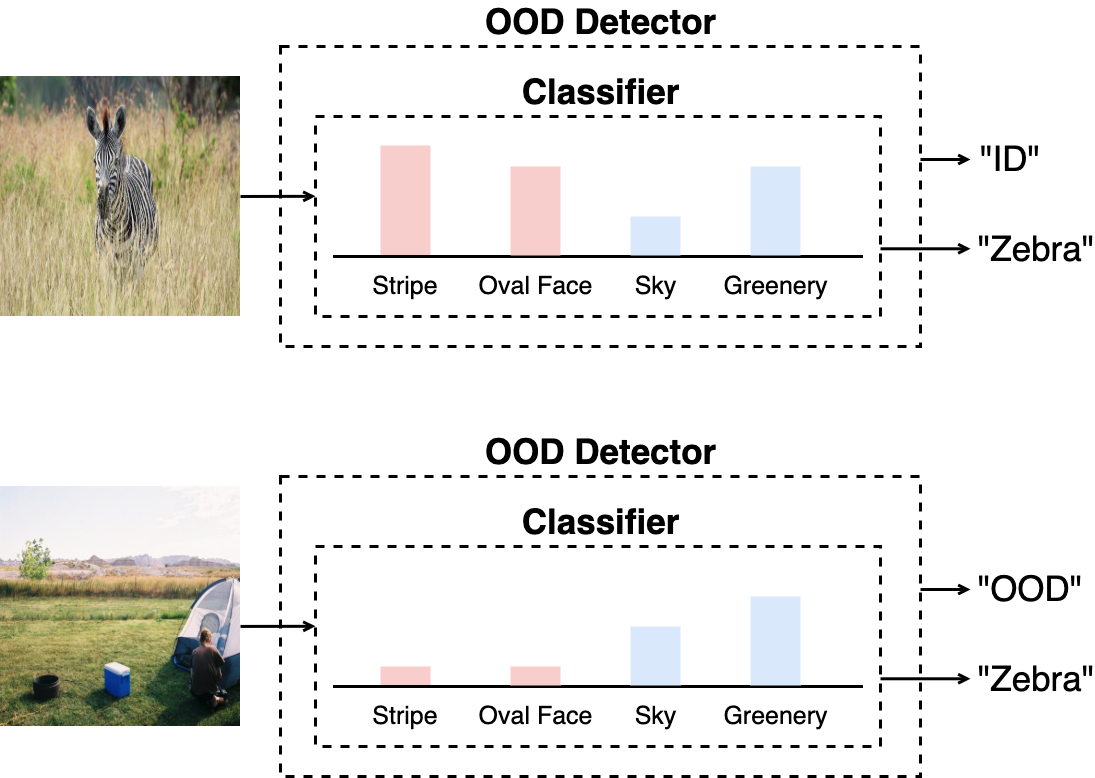 OOD Detector
Classifier
"ID"
"Zebra"
Stripe Oval Face Sky Greenery
OOD Detector
Classifier
"OOD"
"Zebra"
Stripe Oval Face Sky Greenery